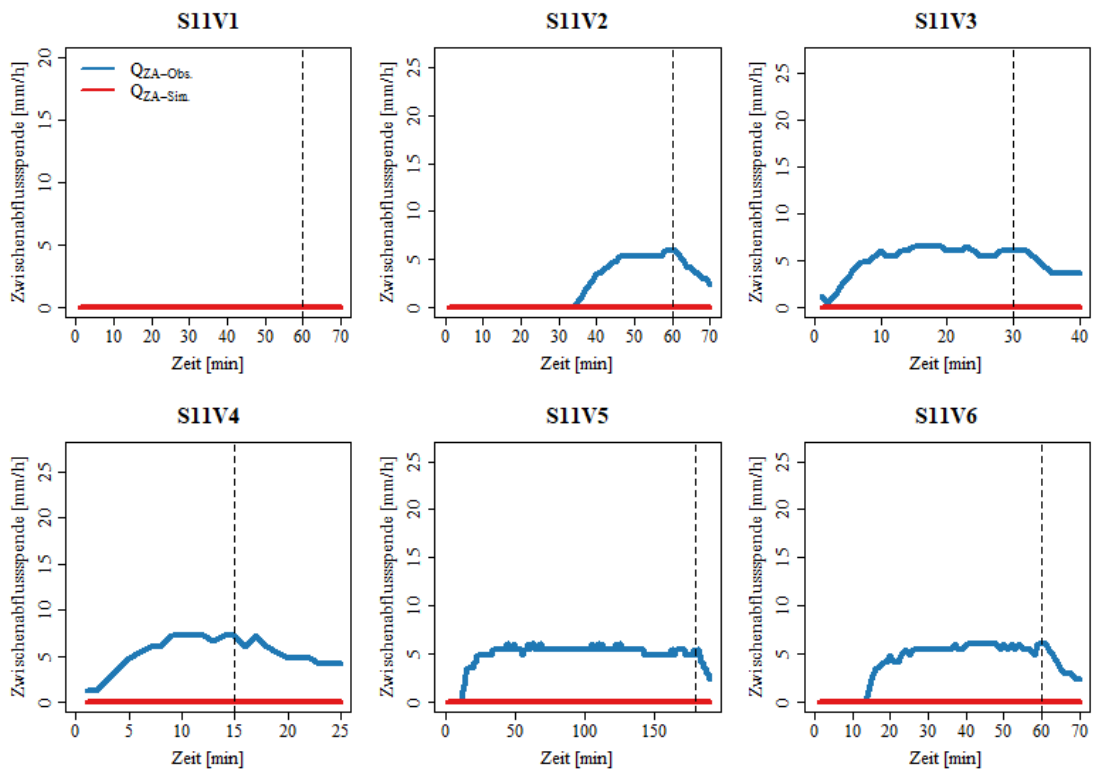 S11V1 S11V2 S11V3
Zwischenabflussspende [mm/h]
0 5 10 15 20
Q_ZA–Obs.
Q_ZA–Sim.
0 10 20 30 40 50 60 70
Zeit [min]
Zwischenabflussspende [mm/h]
0 5 10 15 20 25
0 10 20 30 40 50 60 70
Zeit [min]
Zwischenabflussspende [mm/h]
0 5 10 15 20 25
0 10 20 30 40
Zeit [min]
S11V4 S11V5 S11V6
Zwischenabflussspende [mm/h]
0 5 10 15 20 25
0 5 10 15 20 25
Zeit [min]
Zwischenabflussspende [mm/h]
0 5 10 15 20 25
0 50 100 150
Zeit [min]
Zwischenabflussspende [mm/h]
0 5 10 15 20 25
0 10 20 30 40 50 60 70
Zeit [min]